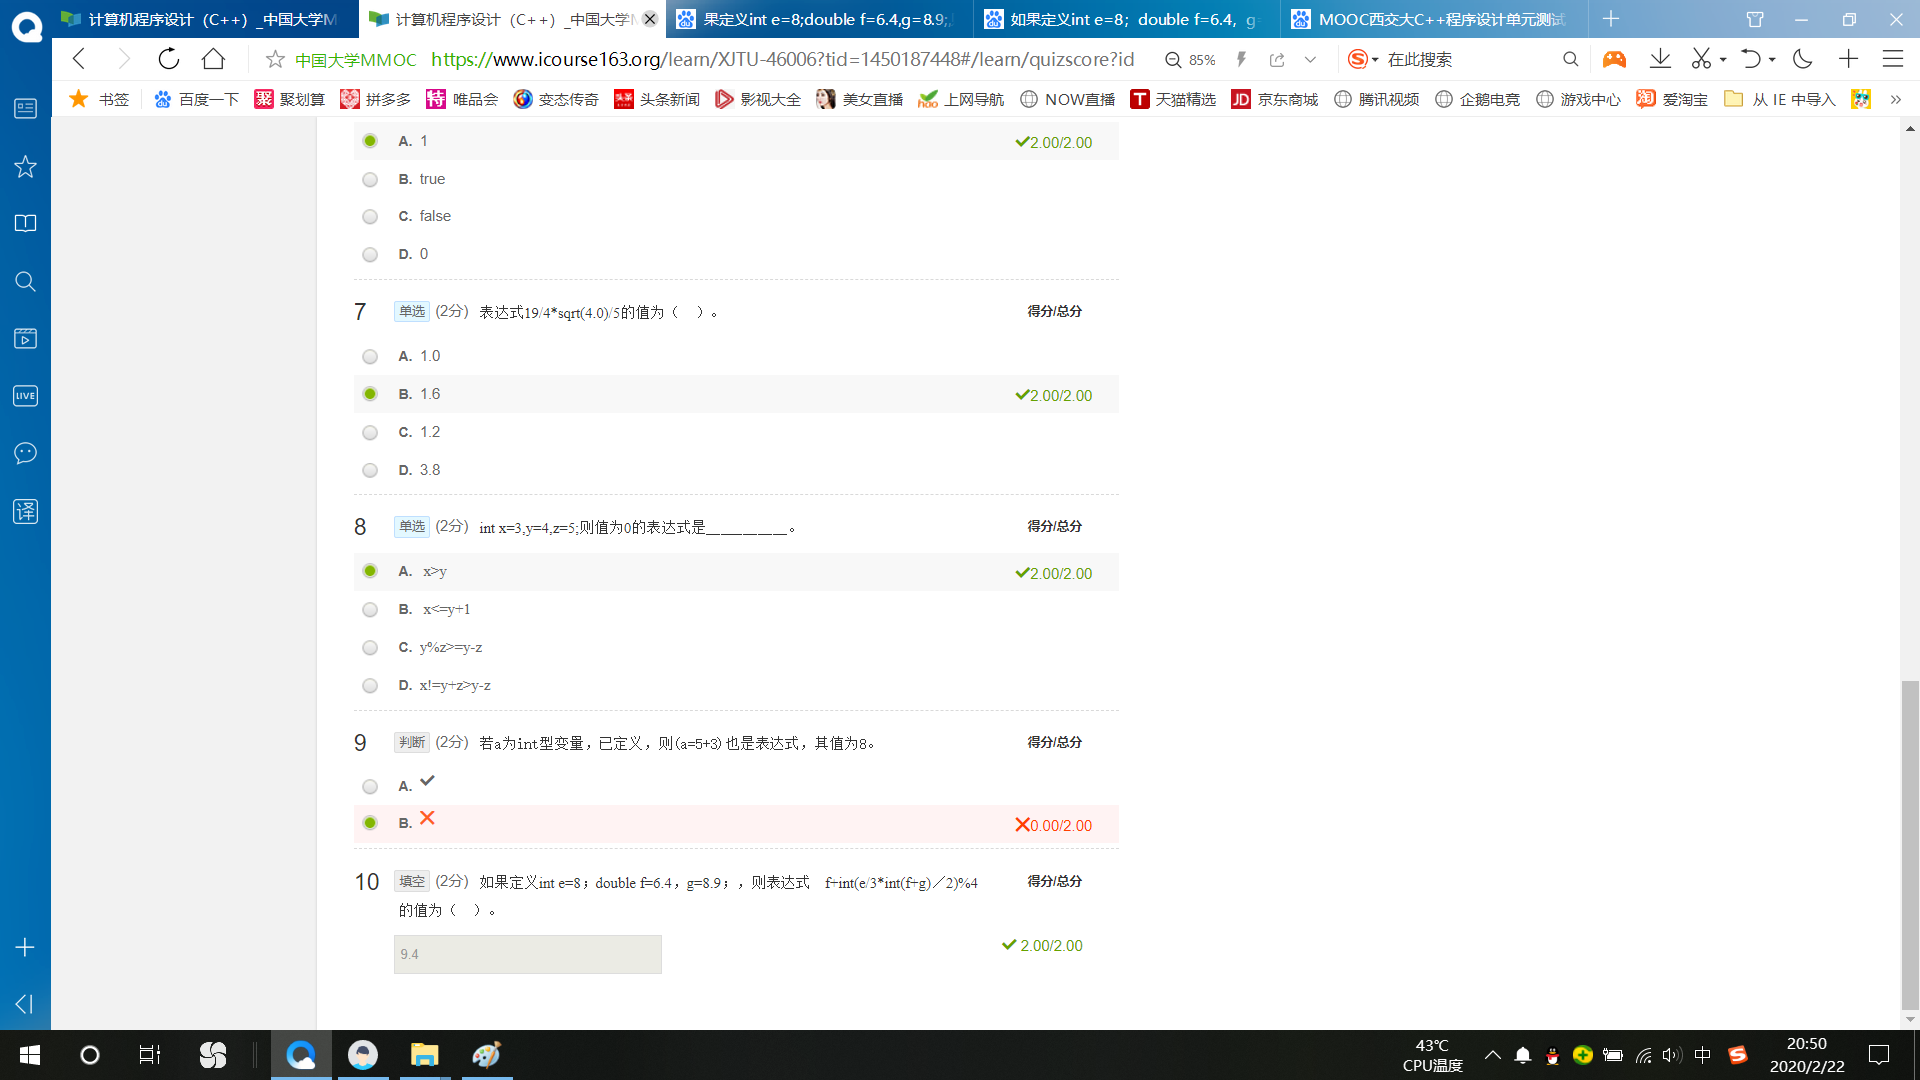 计算机程序设计（C++）_中国大学M
计算机程序设计（C++）_中国大学M
果定义int e=8;double f=6.4,g=8.9;
如果定义int e=8；double f=6.4，g=
MOOC西交大C++程序设计单元测试
中国大学MMOC https://www.icourse163.org/learn/XJTU-46006?tid=1450187448#/learn/quizscore?id
85%
在此搜索
书签 百度一下 聚划算 拼多多 唯品会 变态传奇 头条新闻 影视大全 美女直播 上网导航 NOW直播 天猫精选 京东商城 腾讯视频 企鹅电竞 游戏中心 爱淘宝 从 IE 中导入 »
LIVE
译
A. 1 2.00/2.00
B. true
C. false
D. 0
7 单选 (2分) 表达式19/4*sqrt(4.0)/5的值为（ ）。 得分/总分
A. 1.0
B. 1.6 2.00/2.00
C. 1.2
D. 3.8
8 单选 (2分) int x=3,y=4,z=5;则值为0的表达式是___________。 得分/总分
A. x>y 2.00/2.00
B. x<=y+1
C. y%z>=y-z
D. x!=y+z>y-z
9 判断 (2分) 若a为int型变量，已定义，则(a=5+3)也是表达式，其值为8。 得分/总分
A. ✓
B. ✕ ✕0.00/2.00
10 填空 (2分) 如果定义int e=8；double f=6.4，g=8.9；，则表达式 f+int(e/3*int(f+g)／2)%4 得分/总分
的值为（ ）。
9.4 2.00/2.00
43℃
CPU温度
中
20:50
2020/2/22